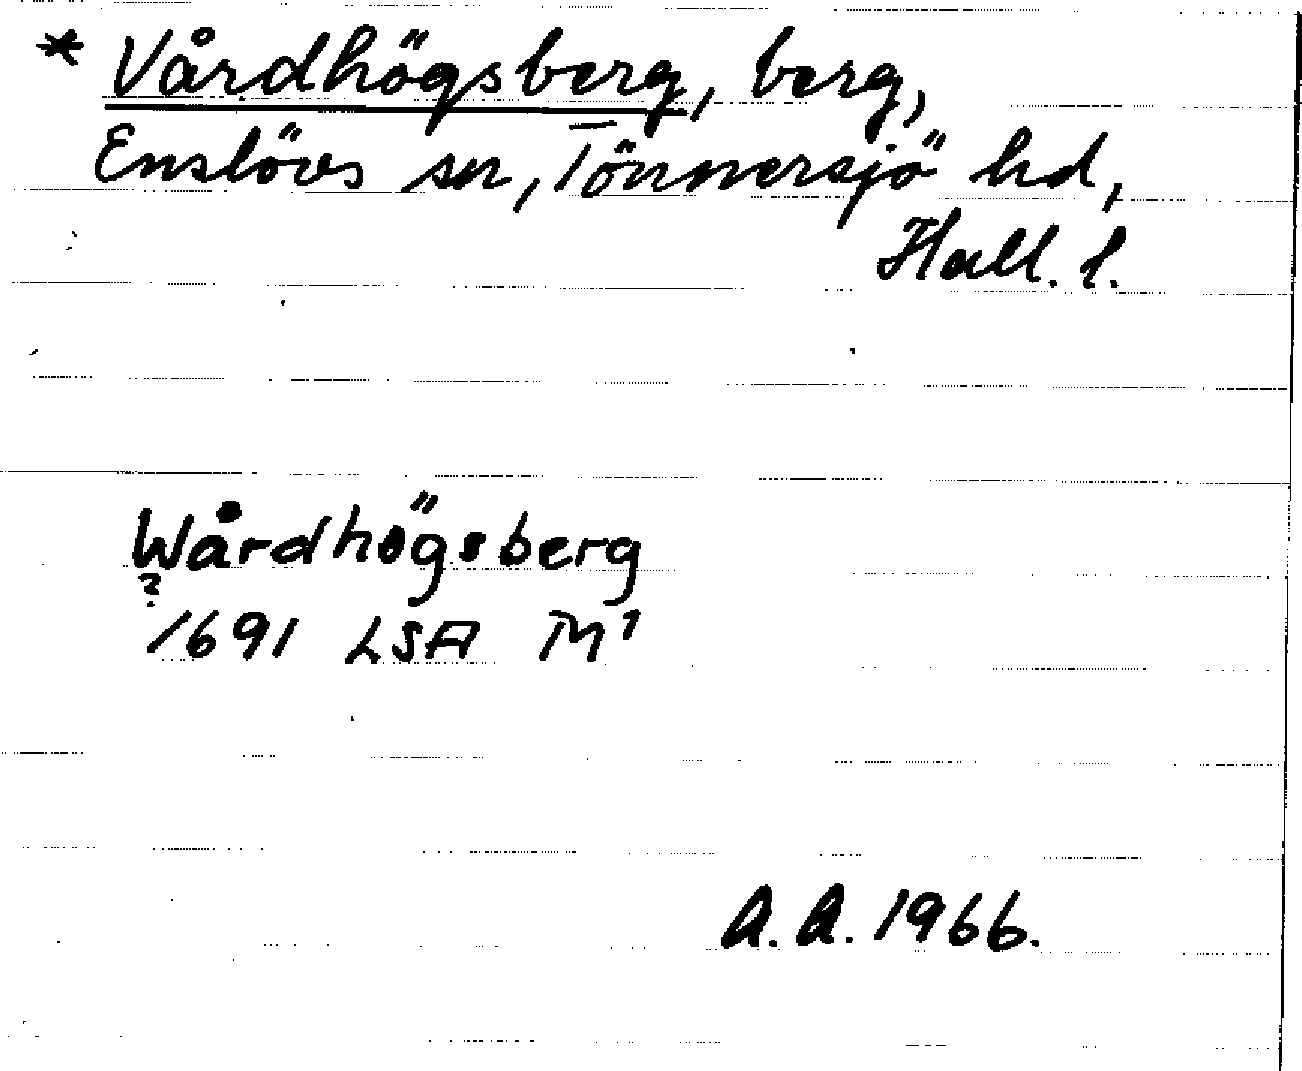 * Vårdhögsberg, berg,
Enslövs sn, Tönnersjö hd,
Hall. l.
Wårdhögsberg
?
1691 LSA M¹
A. A. 1966.